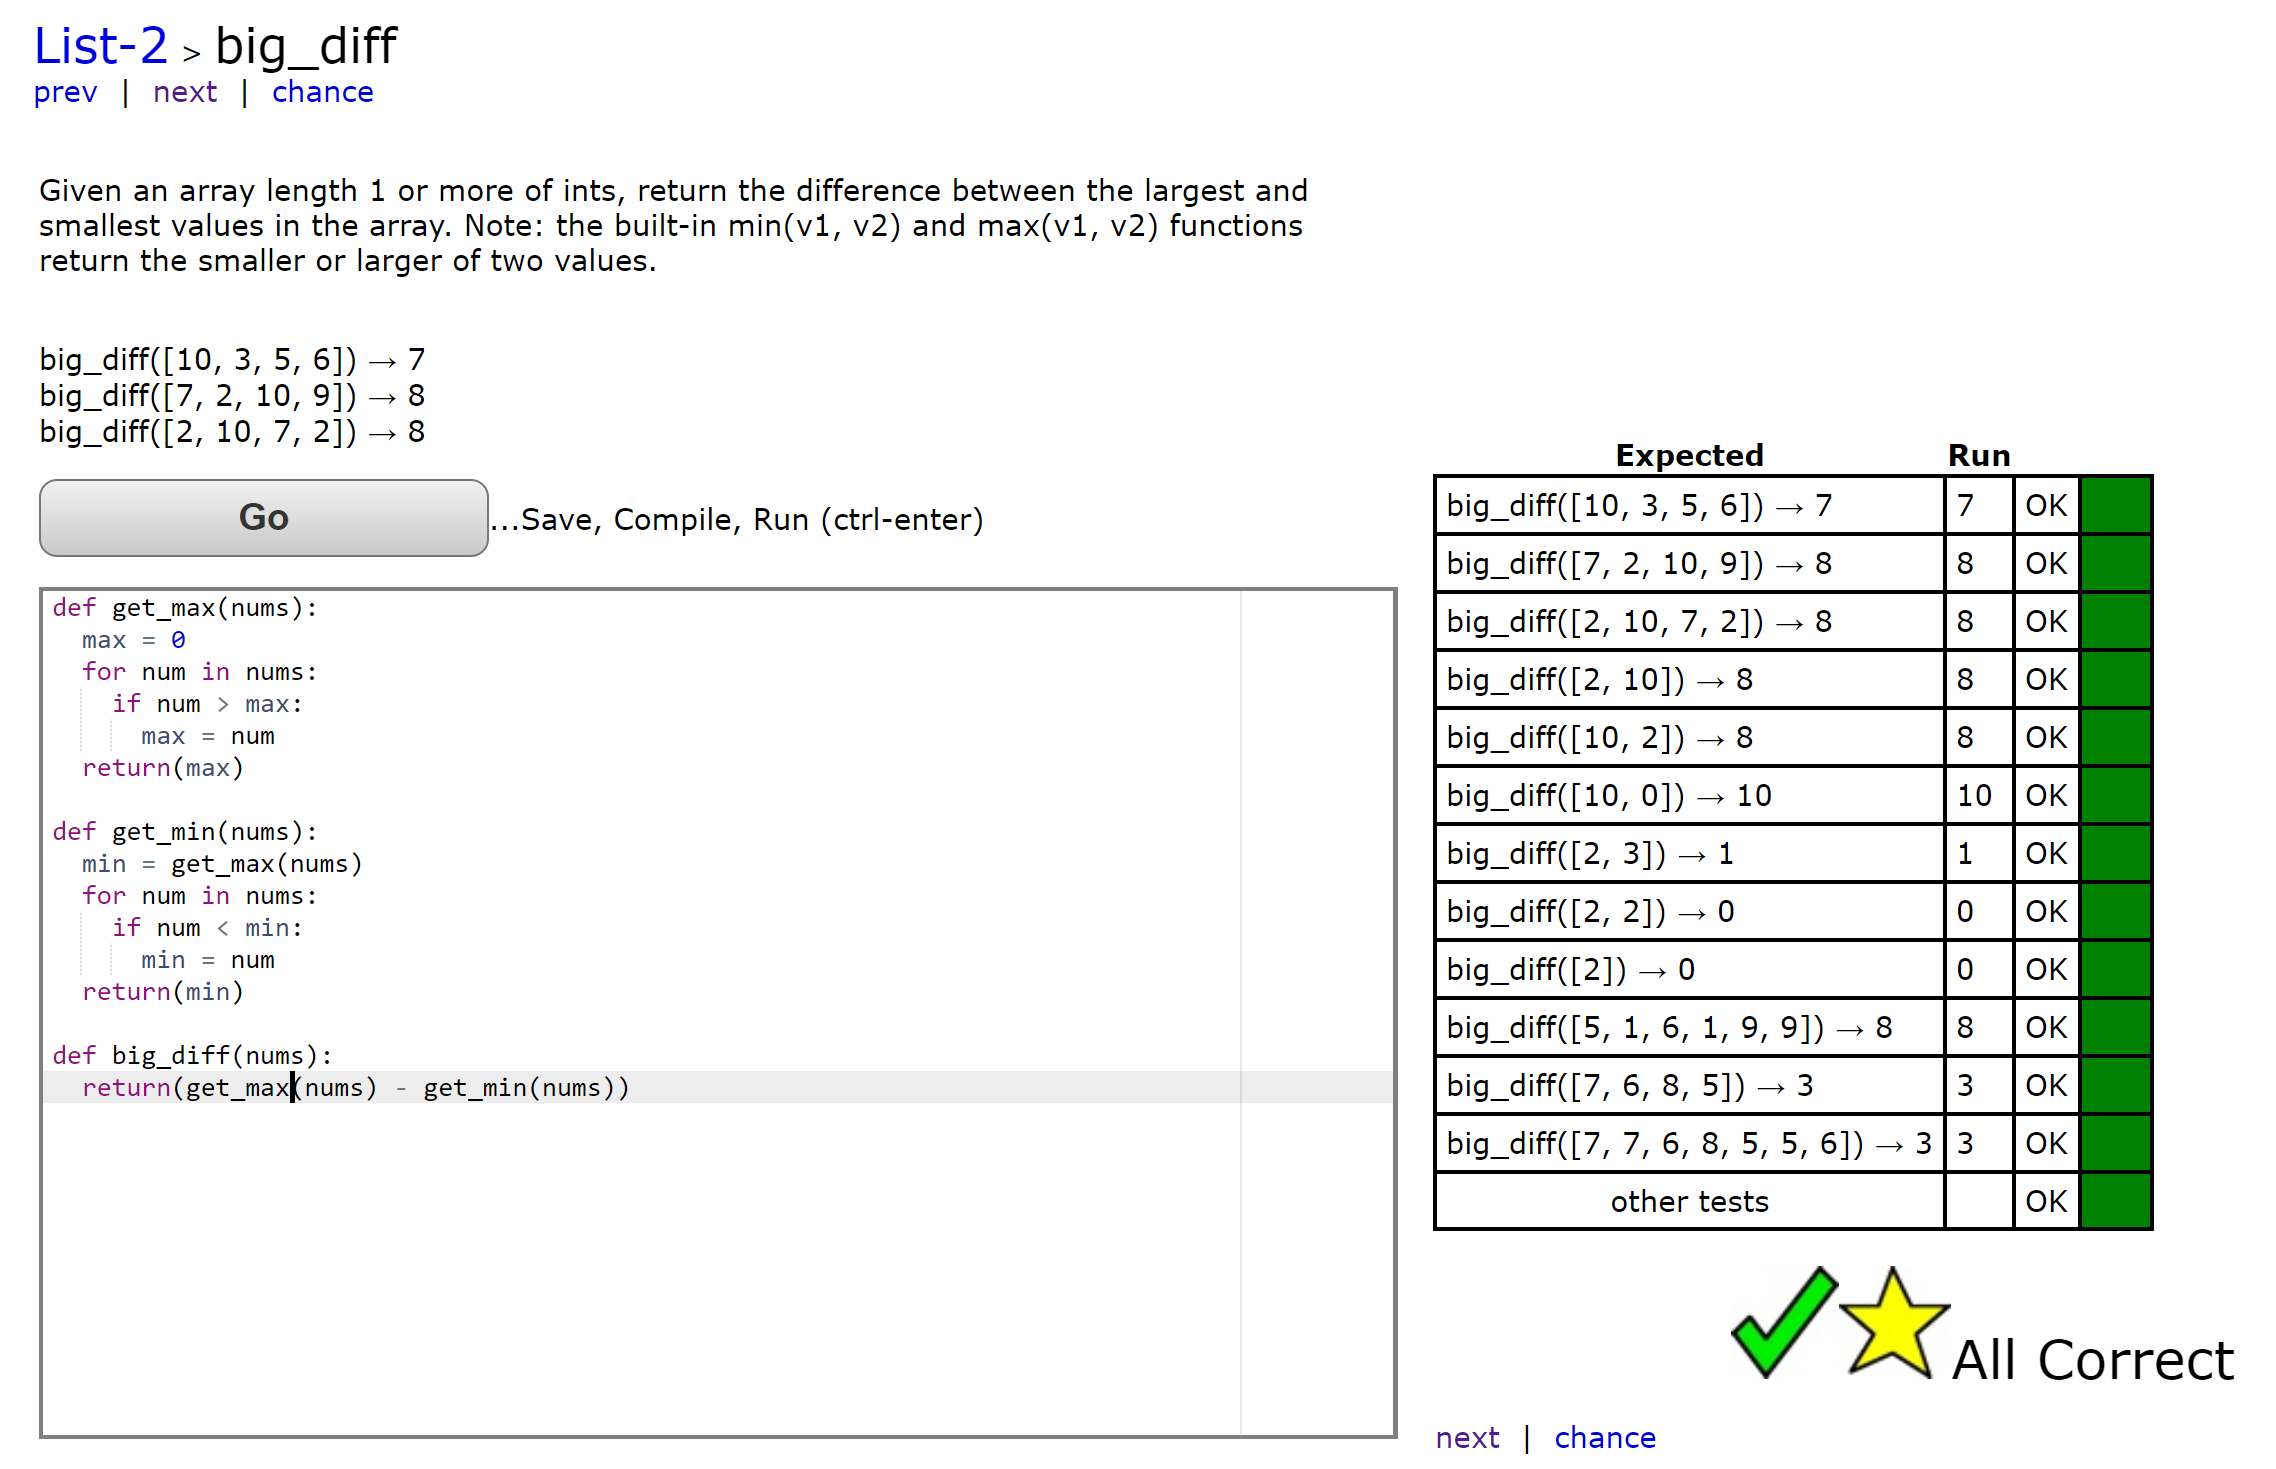 List-2 > big_diff
prev | next | chance
Given an array length 1 or more of ints, return the difference between the largest and
smallest values in the array. Note: the built-in min(v1, v2) and max(v1, v2) functions
return the smaller or larger of two values.
big_diff([10, 3, 5, 6]) → 7
big_diff([7, 2, 10, 9]) → 8
big_diff([2, 10, 7, 2]) → 8
Go ...Save, Compile, Run (ctrl-enter)
def get_max(nums):
  max = 0
  for num in nums:
    if num > max:
      max = num
  return(max)
def get_min(nums):
  min = get_max(nums)
  for num in nums:
    if num < min:
      min = num
  return(min)
def big_diff(nums):
  return(get_max(nums) - get_min(nums))
Expected Run
big_diff([10, 3, 5, 6]) → 7 7 OK
big_diff([7, 2, 10, 9]) → 8 8 OK
big_diff([2, 10, 7, 2]) → 8 8 OK
big_diff([2, 10]) → 8 8 OK
big_diff([10, 2]) → 8 8 OK
big_diff([10, 0]) → 10 10 OK
big_diff([2, 3]) → 1 1 OK
big_diff([2, 2]) → 0 0 OK
big_diff([2]) → 0 0 OK
big_diff([5, 1, 6, 1, 9, 9]) → 8 8 OK
big_diff([7, 6, 8, 5]) → 3 3 OK
big_diff([7, 7, 6, 8, 5, 5, 6]) → 3 3 OK
other tests OK
All Correct
next | chance